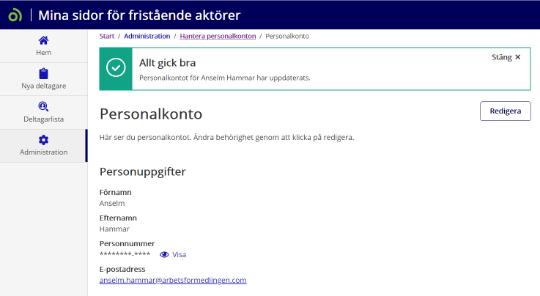 Mina sidor för fristående aktörer
Start / Administration / Hantera personalkonton / Personalkonto
Hem
Nya deltagare
Deltagarlista
Administration
Allt gick bra
Stäng ×
Personkontot för Anselm Hammar har uppdaterats.
Personalkonto
Redigera
Här ser du personalkontot. Ändra behörighet genom att klicka på redigera.
Personuppgifter
Förnamn
Anselm
Efternamn
Hammar
Personnummer
********-**** Visa
E-postadress
anselm.hammar@arbetsformedlingen.com